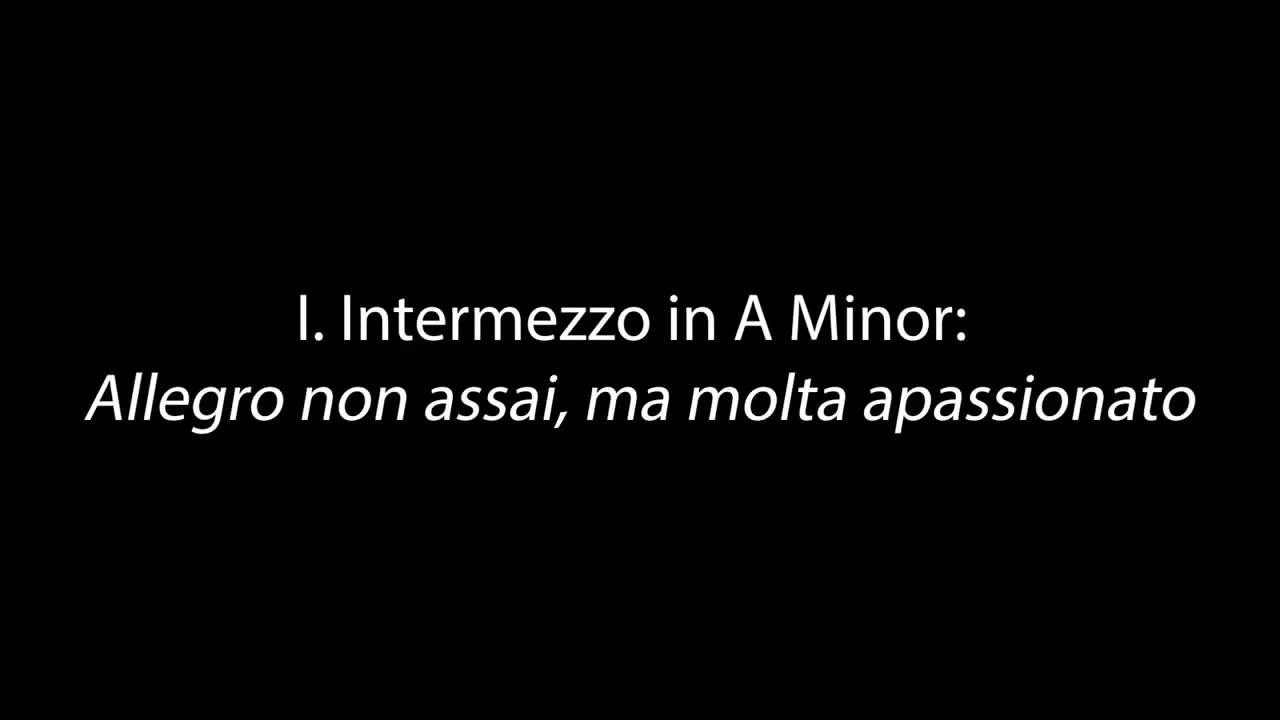 I. Intermezzo in A Minor:
Allegro non assai, ma molta apassionato